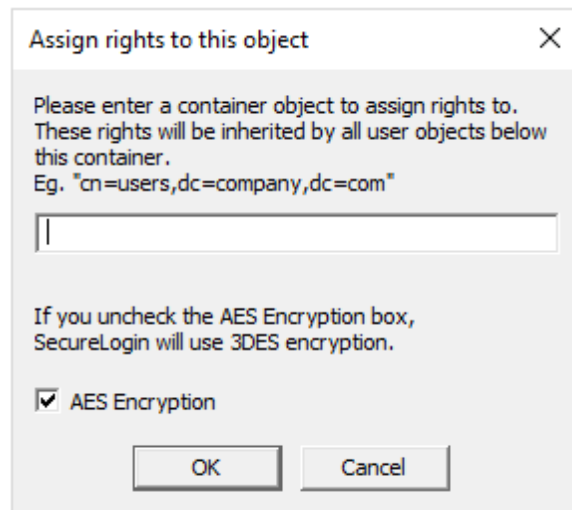 Assign rights to this object
Please enter a container object to assign rights to.
These rights will be inherited by all user objects below
this container.
Eg. "cn=users,dc=company,dc=com"
If you uncheck the AES Encryption box,
SecureLogin will use 3DES encryption.
AES Encryption
OK Cancel